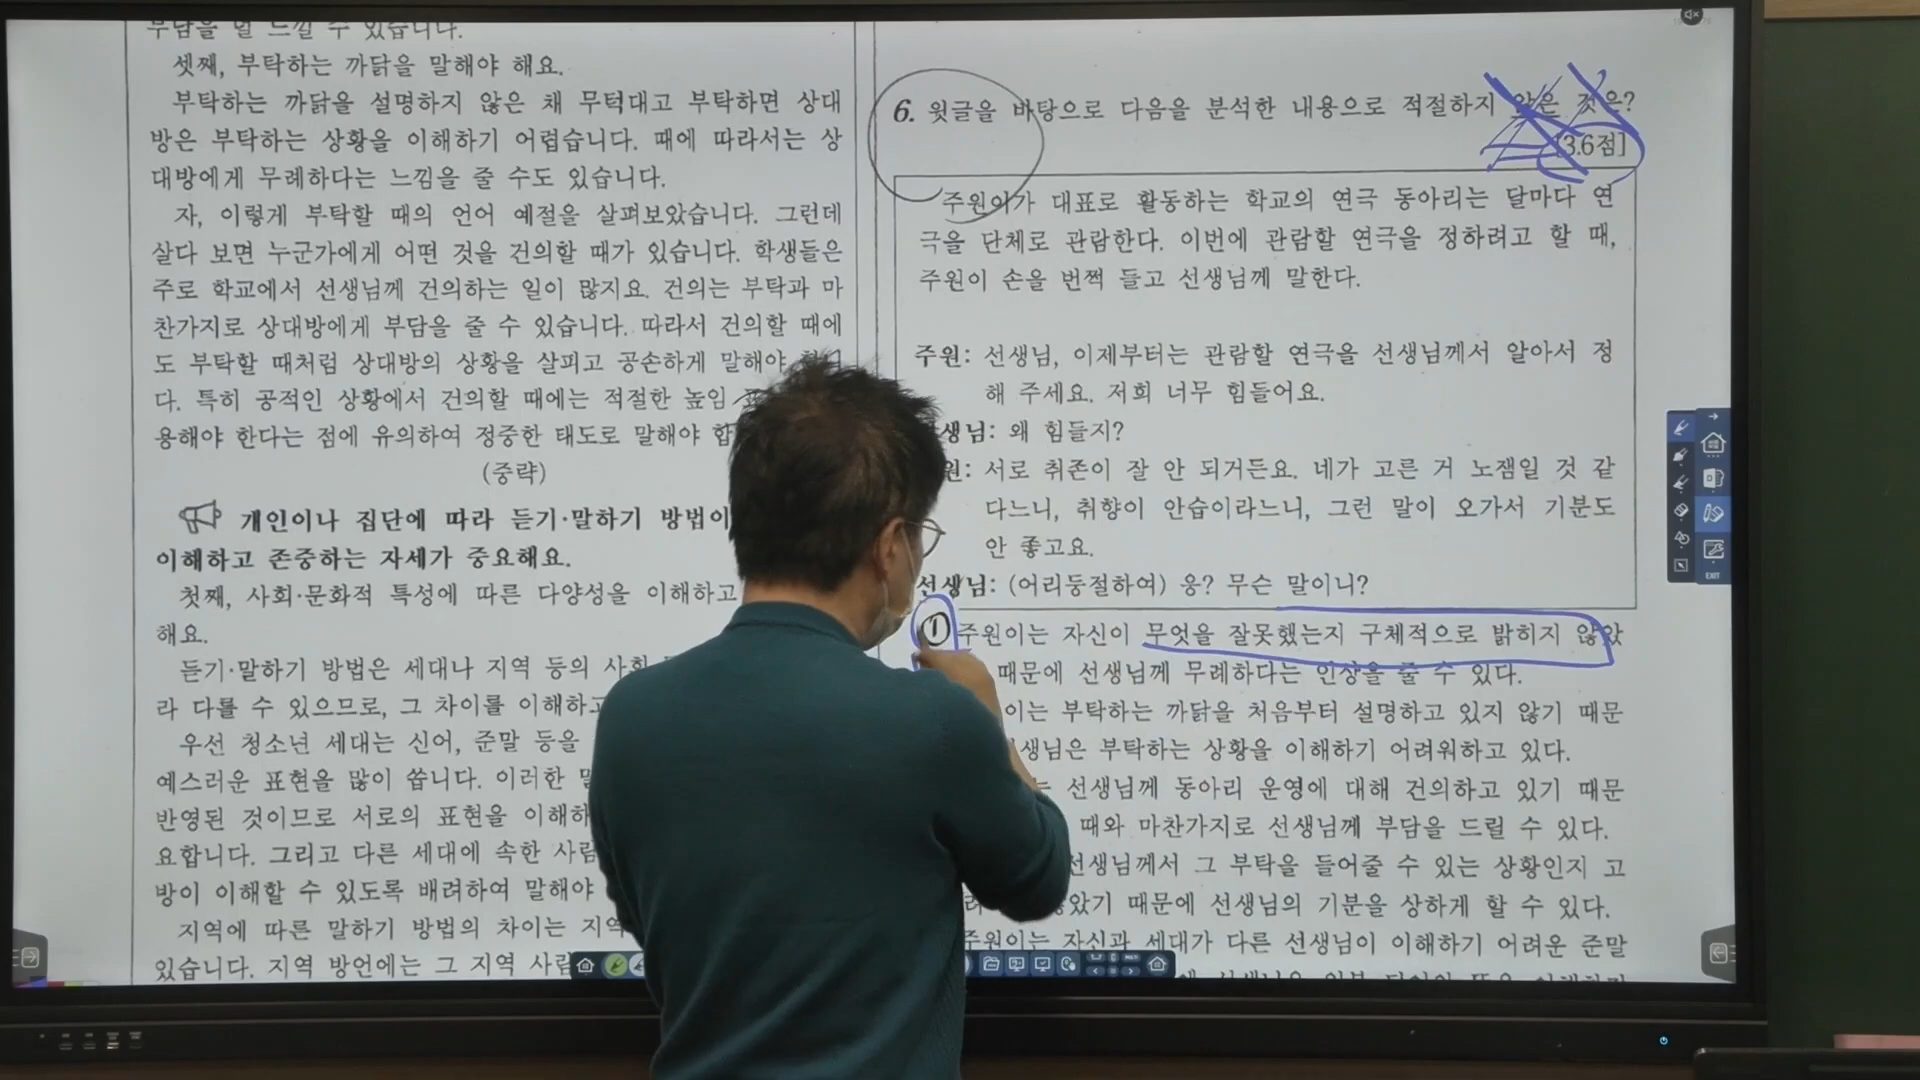 부담을 덜 느낄 수 있습니다.
셋째, 부탁하는 까닭을 말해야 해요.
부탁하는 까닭을 설명하지 않은 채 무턱대고 부탁하면 상대
방은 부탁하는 상황을 이해하기 어렵습니다. 때에 따라서는 상
대방에게 무례하다는 느낌을 줄 수도 있습니다.
자, 이렇게 부탁할 때의 언어 예절을 살펴보았습니다. 그런데
살다 보면 누군가에게 어떤 것을 건의할 때가 있습니다. 학생들은
주로 학교에서 선생님께 건의하는 일이 많지요. 건의는 부탁과 마
찬가지로 상대방에게 부담을 줄 수 있습니다. 따라서 건의할 때에
도 부탁할 때처럼 상대방의 상황을 살피고 공손하게 말해야
다. 특히 공적인 상황에서 건의할 때에는 적절한 높임
용해야 한다는 점에 유의하여 정중한 태도로 말해야
(중략)
개인이나 집단에 따라 듣기·말하기 방법이
이해하고 존중하는 자세가 중요해요.
첫째, 사회·문화적 특성에 따른 다양성을 이해하고
해요.
듣기·말하기 방법은 세대나 지역 등의
라 다를 수 있으므로, 그 차이를
우선 청소년 세대는 신어, 준말 등을
예스러운 표현을 많이 씁니다. 이러한
반영된 것이므로 서로의 표현을
요합니다. 그리고 다른 세대에 속한
방이 이해할 수 있도록 배려하여 말해야
지역에 따른 말하기 방법의 차이는
있습니다. 지역 방언에는 그 지역
6. 윗글을 바탕으로 다음을 분석한 내용으로 적절하지 않은 것은?
[3.6점]
주원이가 대표로 활동하는 학교의 연극 동아리는 달마다 연
극을 단체로 관람한다. 이번에 관람할 연극을 정하려고 할 때,
주원이 손을 번쩍 들고 선생님께 말한다.
주원: 선생님, 이제부터는 관람할 연극을 선생님께서 알아서 정
해 주세요. 저희 너무 힘들어요.
생님: 왜 힘들지?
원: 서로 취존이 잘 안 되거든요. 네가 고른 거 노잼일 것 같
다느니, 취향이 안습이라느니, 그런 말이 오가서 기분도
안 좋고요.
선생님: (어리둥절하여) 응? 무슨 말이니?
① 주원이는 자신이 무엇을 잘못했는지 구체적으로 밝히지 않았
때문에 선생님께 무례하다는 인상을 줄 수 있다.
이는 부탁하는 까닭을 처음부터 설명하고 있지 않기 때문
생님은 부탁하는 상황을 이해하기 어려워하고 있다.
는 선생님께 동아리 운영에 대해 건의하고 있기 때문
때와 마찬가지로 선생님께 부담을 드릴 수 있다.
선생님께서 그 부탁을 들어줄 수 있는 상황인지 고
았기 때문에 선생님의 기분을 상하게 할 수 있다.
주원이는 자신과 세대가 다른 선생님이 이해하기 어려운 준말
EXIT